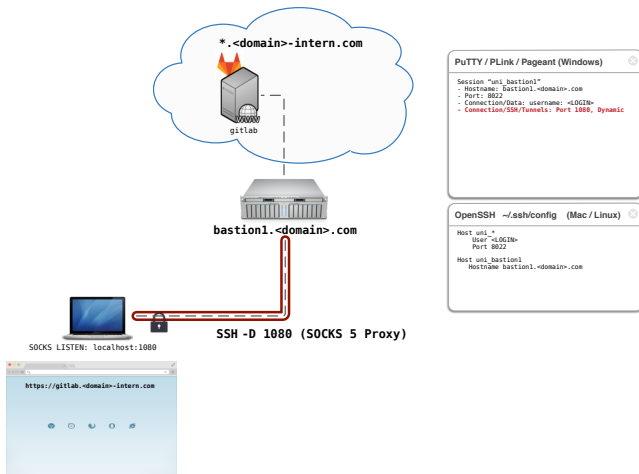 *.<domain>-intern.com
WWW
gitlab
bastion1.<domain>.com
SSH -D 1080 (SOCKS 5 Proxy)
SOCKS LISTEN: localhost:1080
https://gitlab.<domain>-intern.com
PuTTY / PLink / Pageant (Windows)
Session "uni_bastion1"
- Hostname: bastion1.<domain>.com
- Port: 8022
- Connection/Data: username: <LOGIN>
- Connection/SSH/Tunnels: Port 1080, Dynamic
OpenSSH ~/.ssh/config (Mac / Linux)
Host uni_*
User <LOGIN>
Port 8022
Host uni_bastion1
Hostname bastion1.<domain>.com